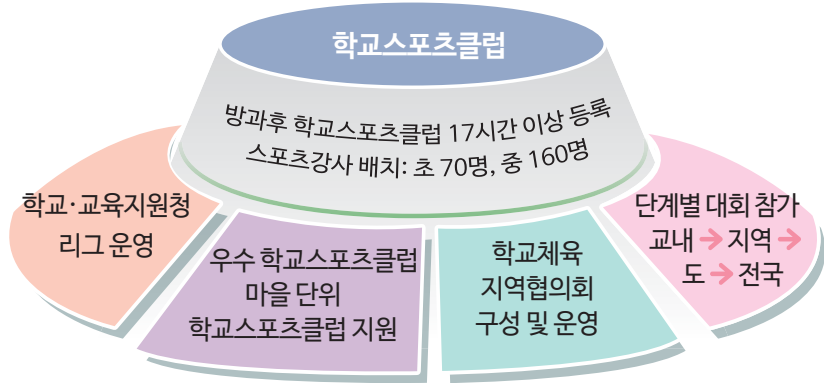 학교스포츠클럽
방과후 학교스포츠클럽 17시간 이상 등록
스포츠강사 배치: 초 70명, 중 160명
학교·교육지원청
리그 운영
우수 학교스포츠클럽
마을 단위
학교스포츠클럽 지원
학교체육
지역협의회
구성 및 운영
단계별 대회 참가
교내 → 지역 →
도 → 전국